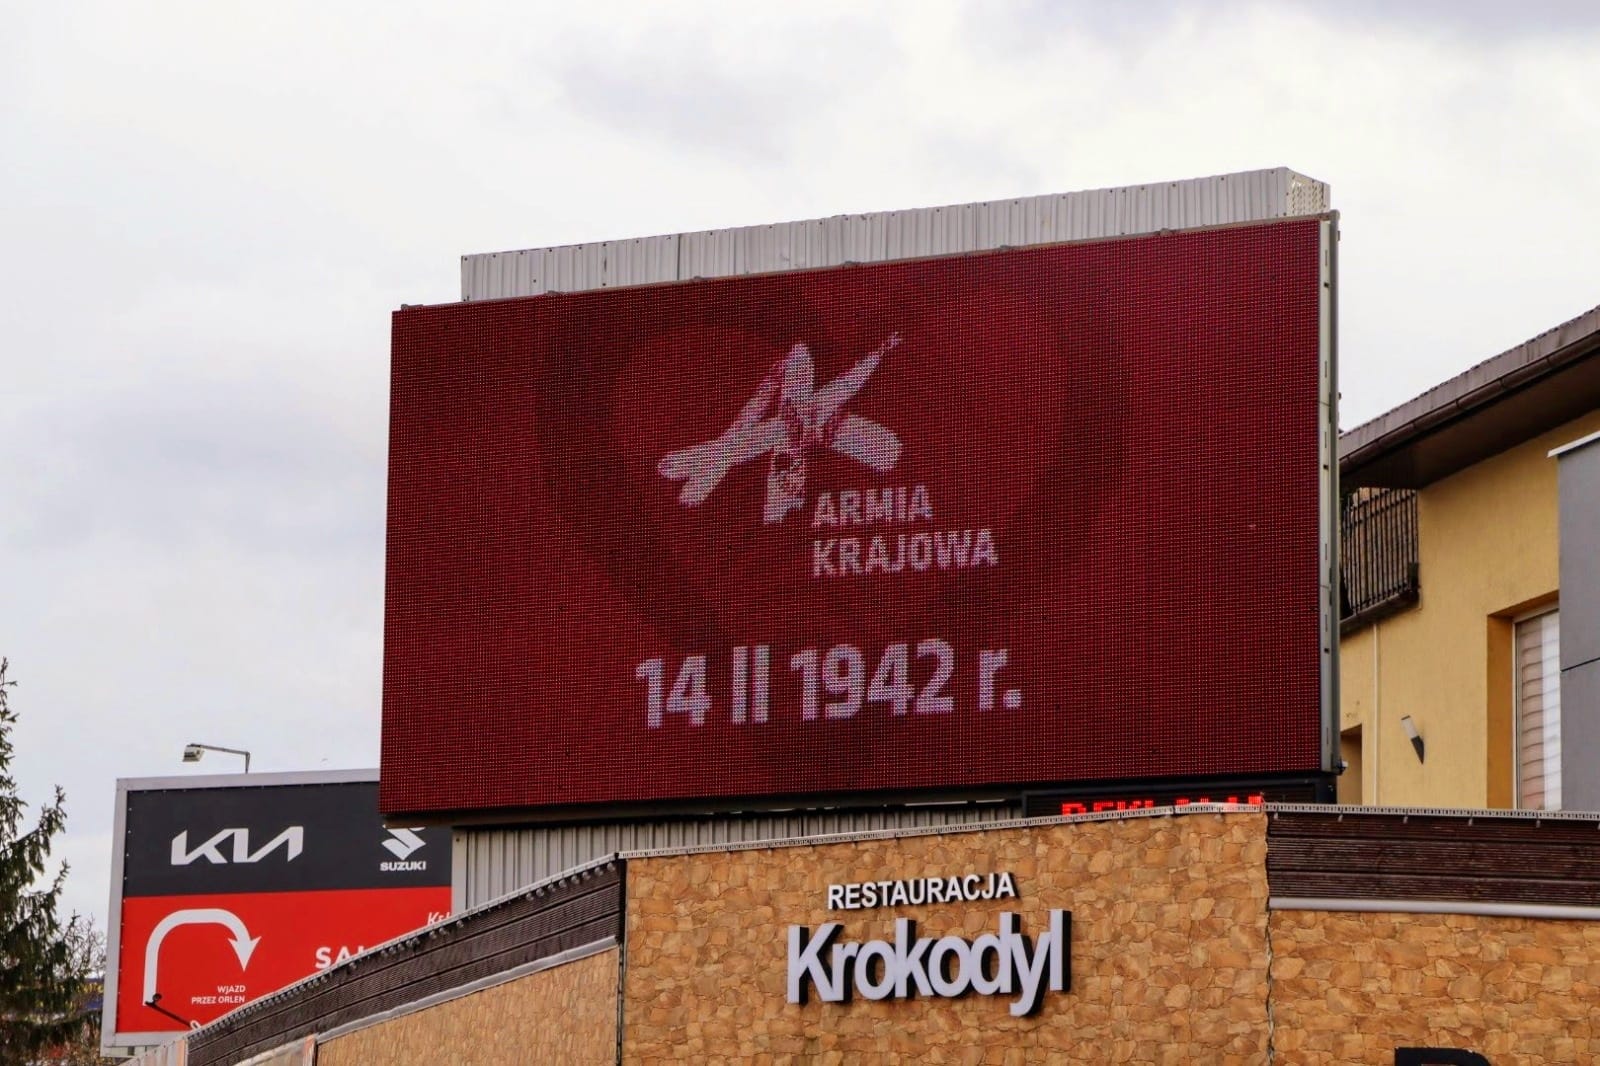 ARMIA
KRAJOWA
14 II 1942 r.
KIA
SUZUKI
WJAZD
PRZEZ ORLEN
RESTAURACJA
Krokodyl